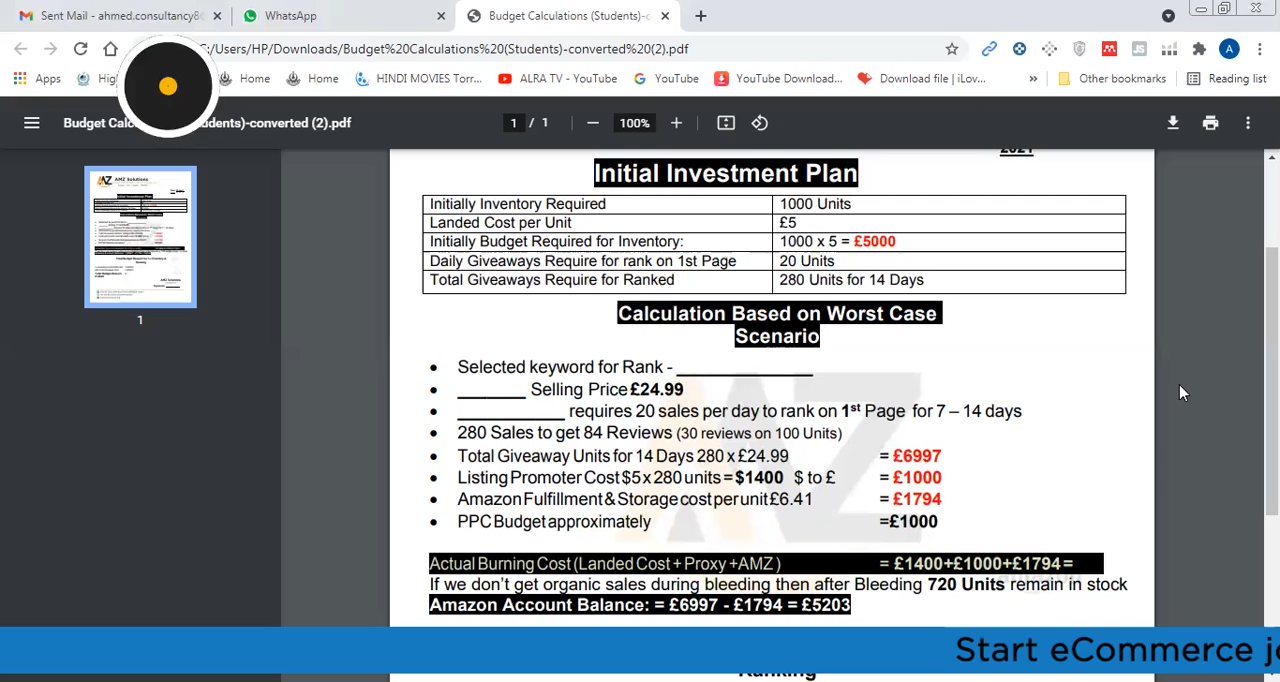 Sent Mail - ahmed.consultancy86
WhatsApp
Budget Calculations (Students)-c
C:/Users/HP/Downloads/Budget%20Calculations%20(Students)-converted%20(2).pdf
A
Apps
Home
Home
HINDI MOVIES Torr...
ALRA TV - YouTube
YouTube
YouTube Download...
Download file | iLov...
»
Other bookmarks
Reading list
Budget Calc udents)-converted (2).pdf
1 / 1
100%
2021
Initial Investment Plan
Initially Inventory Required 1000 Units
Landed Cost per Unit £5
Initially Budget Required for Inventory: 1000 x 5 = £5000
Daily Giveaways Require for rank on 1st Page 20 Units
Total Giveaways Require for Ranked 280 Units for 14 Days
Calculation Based on Worst Case
Scenario
• Selected keyword for Rank - ______________
• _______ Selling Price £24.99
• ___________ requires 20 sales per day to rank on 1st Page for 7 – 14 days
• 280 Sales to get 84 Reviews (30 reviews on 100 Units)
• Total Giveaway Units for 14 Days 280 x £24.99 = £6997
• Listing Promoter Cost $5 x 280 units = $1400 $ to £ = £1000
• Amazon Fulfillment & Storage cost per unit £6.41 = £1794
• PPC Budget approximately =£1000
Actual Burning Cost (Landed Cost + Proxy +AMZ ) = £1400+£1000+£1794 =
If we don't get organic sales during bleeding then after Bleeding 720 Units remain in stock
Amazon Account Balance: = £6997 - £1794 = £5203
1
Start eCommerce jo
Ranking